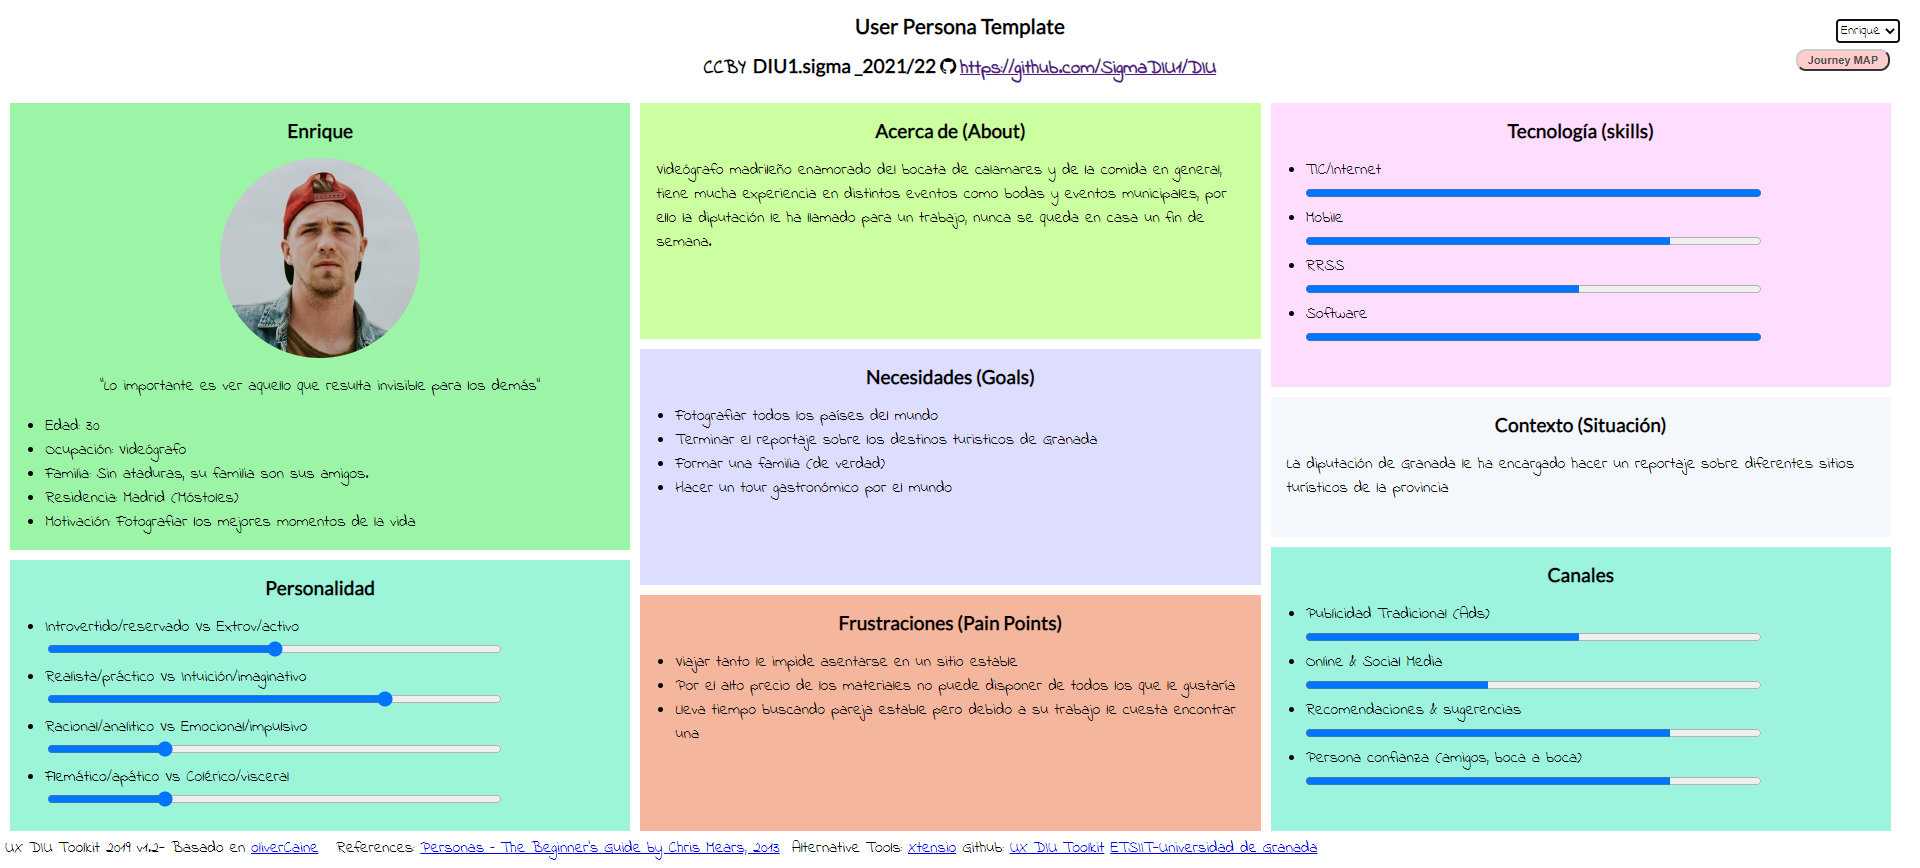 User Persona Template
Enrique
CCBY DIU1.sigma _2021/22 https://github.com/SigmaDIU1/DIU
Journey MAP
Enrique
"Lo importante es ver aquello que resulta invisible para los demás"
Edad: 30
Ocupación: Videógrafo
Familia: Sin ataduras, su familia son sus amigos.
Residencia: Madrid (Móstoles)
Motivación: Fotografiar los mejores momentos de la vida
Personalidad
Introvertido/reservado Vs Extrov/activo
Realista/práctico Vs Intuición/imaginativo
Racional/analitico Vs Emocional/impulsivo
Flemático/apático Vs Colérico/visceral
Acerca de (About)
Videógrafo madrileño enamorado del bocata de calamares y de la comida en general,
tiene mucha experiencia en distintos eventos como bodas y eventos municipales, por
ello la diputación le ha llamado para un trabajo, nunca se queda en casa un fin de
semana.
Necesidades (Goals)
Fotografiar todos los países del mundo
Terminar el reportaje sobre los destinos turisticos de Granada
Formar una familia (de verdad)
Hacer un tour gastronómico por el mundo
Frustraciones (Pain Points)
Viajar tanto le impide asentarse en un sitio estable
Por el alto precio de los materiales no puede disponer de todos los que le gustaría
Lleva tiempo buscando pareja estable pero debido a su trabajo le cuesta encontrar
una
Tecnología (skills)
TIC/Internet
Mobile
RRSS
Software
Contexto (Situación)
La diputación de Granada le ha encargado hacer un reportaje sobre diferentes sitios
turísticos de la provincia
Canales
Publicidad Tradicional (Ads)
Online & Social Media
Recomendaciones & sugerencias
Persona confianza (amigos, boca a boca)
UX DIU Toolkit 2019 v1.2- Basado en oliverCaine References: Personas - The Beginner's Guide by Chris Mears, 2013 Alternative Tools: Xtensio Github: UX DIU Toolkit ETSIIT-Universidad de Granada